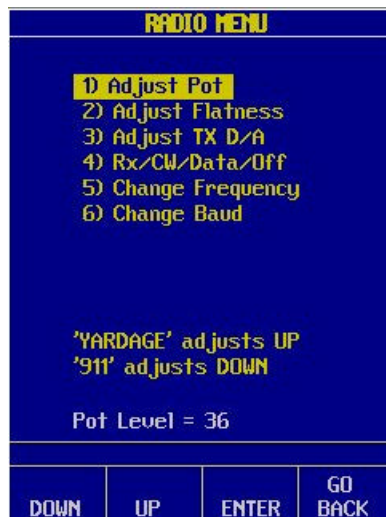 RADIO MENU
1) Adjust Pot
2) Adjust Flatness
3) Adjust TX D/A
4) Rx/CW/Data/Off
5) Change Frequency
6) Change Baud
'YARDAGE' adjusts UP
'911' adjusts DOWN
Pot Level = 36
DOWN
UP
ENTER
GO BACK